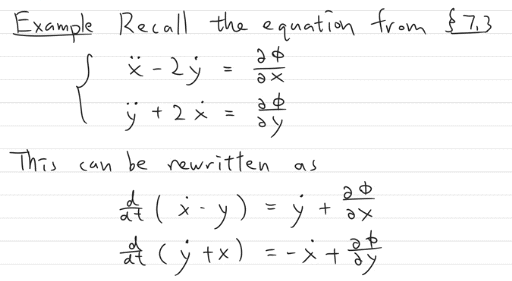 Example Recall the equation from §7.3
ẍ - 2ẏ = ∂Φ/∂x
ÿ + 2ẋ = ∂Φ/∂y
This can be rewritten as
d/dt (ẋ - y) = ẏ + ∂Φ/∂x
d/dt (ẏ + x) = -ẋ + ∂Φ/∂y